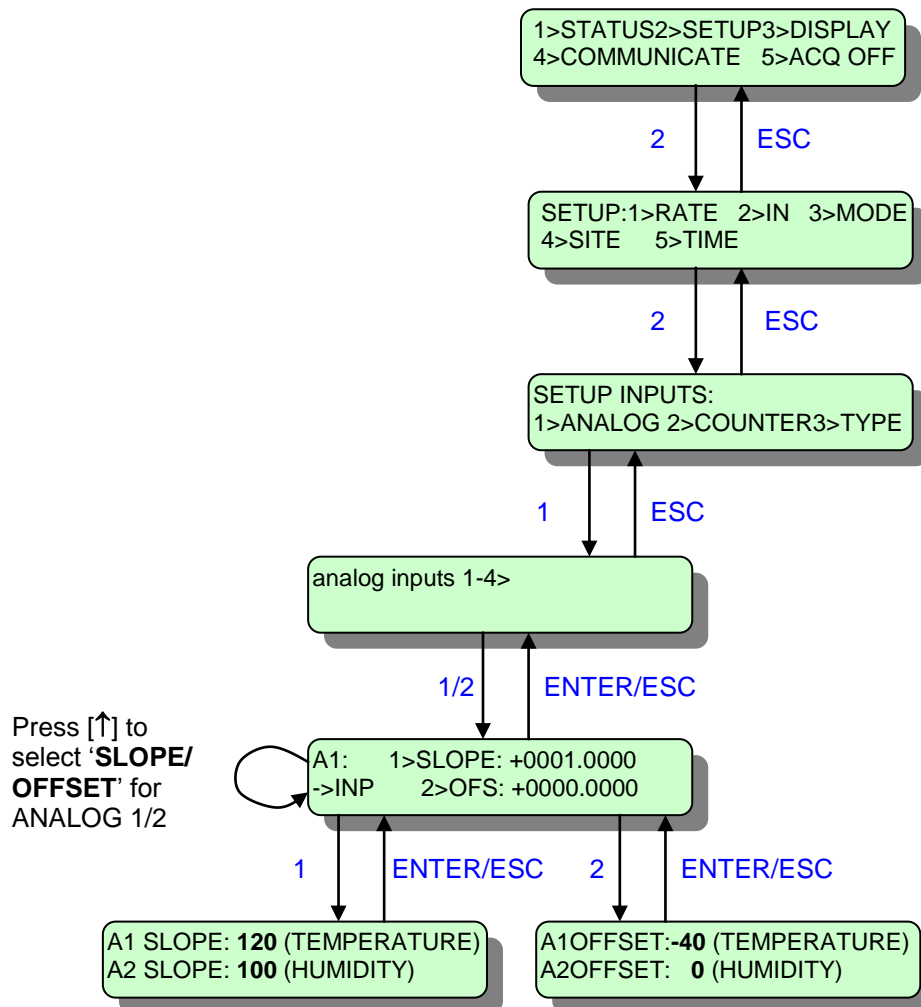 1>STATUS2>SETUP3>DISPLAY
4>COMMUNICATE 5>ACQ OFF
2
ESC
SETUP:1>RATE 2>IN 3>MODE
4>SITE 5>TIME
2
ESC
SETUP INPUTS:
1>ANALOG 2>COUNTER3>TYPE
1
ESC
analog inputs 1-4>
1/2
ENTER/ESC
Press [↑] to
select ‘SLOPE/
OFFSET’ for
ANALOG 1/2
A1: 1>SLOPE: +0001.0000
->INP 2>OFS: +0000.0000
1
ENTER/ESC
2
ENTER/ESC
A1 SLOPE: 120 (TEMPERATURE)
A2 SLOPE: 100 (HUMIDITY)
A1OFFSET:-40 (TEMPERATURE)
A2OFFSET: 0 (HUMIDITY)